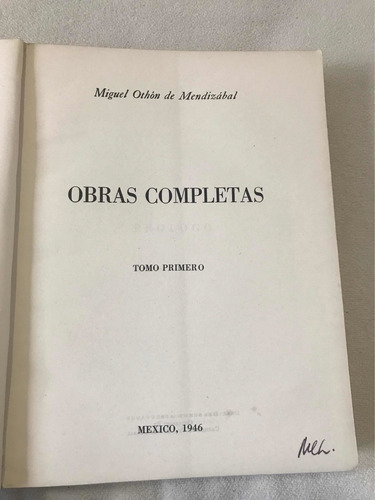 Miguel Othón de Mendizábal
OBRAS COMPLETAS
TOMO PRIMERO
MEXICO, 1946